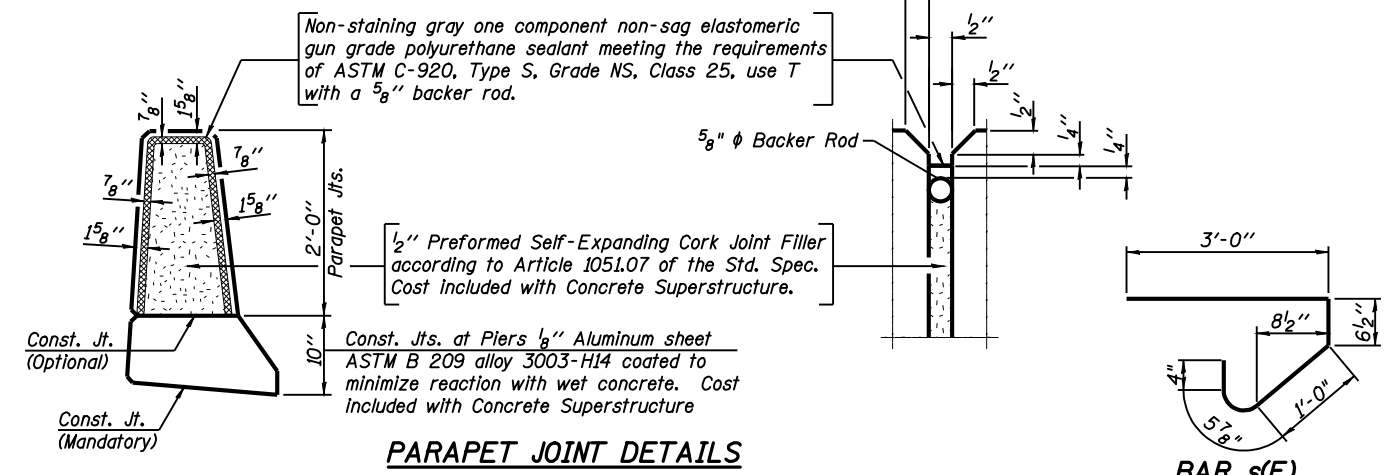 Non-staining gray one component non-sag elastomeric
gun grade polyurethane sealant meeting the requirements
of ASTM C-920, Type S, Grade NS, Class 25, use T
with a 5/8" backer rod.
1/2"
1/2"
1/2"
1/4"
1/4"
5/8" ϕ Backer Rod
7/8"
1 5/8"
7/8"
7/8"
1 5/8"
1 5/8"
2'-0"
Parapet Jts.
1/2" Preformed Self-Expanding Cork Joint Filler
according to Article 1051.07 of the Std. Spec.
Cost included with Concrete Superstructure.
Const. Jt.
(Optional)
10"
Const. Jts. at Piers 1/8" Aluminum sheet
ASTM B 209 alloy 3003-H14 coated to
minimize reaction with wet concrete. Cost
included with Concrete Superstructure
Const. Jt.
(Mandatory)
PARAPET JOINT DETAILS
3'-0"
8 1/2"
6 1/2"
4"
1'-0"
5 7/8"
BAR s(E)